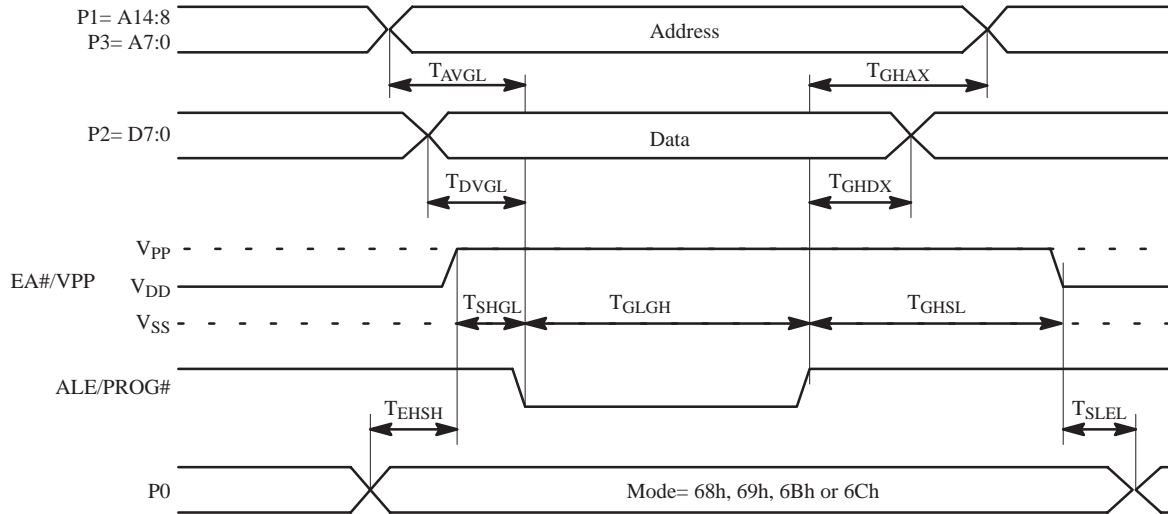 P1= A14:8
P3= A7:0
Address
TAVGL
TGHAX
P2= D7:0
Data
TDVGL
TGHDX
VPP
EA#/VPP
VDD
TSHGL
TGLGH
TGHSL
VSS
ALE/PROG#
TEHSH
TSLEL
P0
Mode= 68h, 69h, 6Bh or 6Ch